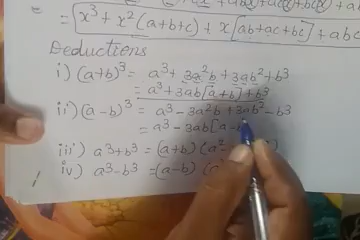 = x³ + x²(a+b+c) + x[ab+ac+bc] + abc
Deductions
i) (a+b)³ = a³ + 3a²b + 3ab² + b³
= a³ + 3ab[a+b] + b³
ii) (a-b)³ = a³ - 3a²b + 3ab² - b³
= a³ - 3ab[a-
iii) a³+b³ = (a+b)(a²
iv) a³-b³ = (a-b)